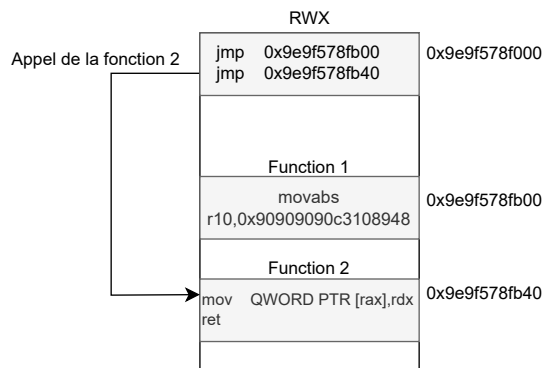 RWX
Appel de la fonction 2
jmp 0x9e9f578fb00
jmp 0x9e9f578fb40
0x9e9f578f000
Function 1
movabs
r10,0x90909090c3108948
0x9e9f578fb00
Function 2
mov QWORD PTR [rax],rdx
ret
0x9e9f578fb40